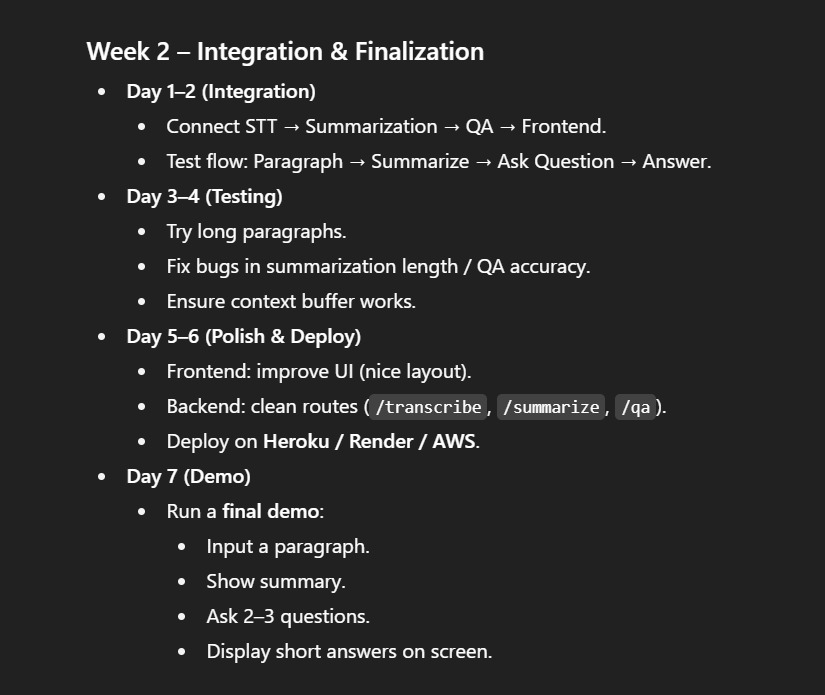 Week 2 – Integration & Finalization
• Day 1–2 (Integration)
• Connect STT → Summarization → QA → Frontend.
• Test flow: Paragraph → Summarize → Ask Question → Answer.
• Day 3–4 (Testing)
• Try long paragraphs.
• Fix bugs in summarization length / QA accuracy.
• Ensure context buffer works.
• Day 5–6 (Polish & Deploy)
• Frontend: improve UI (nice layout).
• Backend: clean routes (/transcribe, /summarize, /qa).
• Deploy on Heroku / Render / AWS.
• Day 7 (Demo)
• Run a final demo:
• Input a paragraph.
• Show summary.
• Ask 2–3 questions.
• Display short answers on screen.